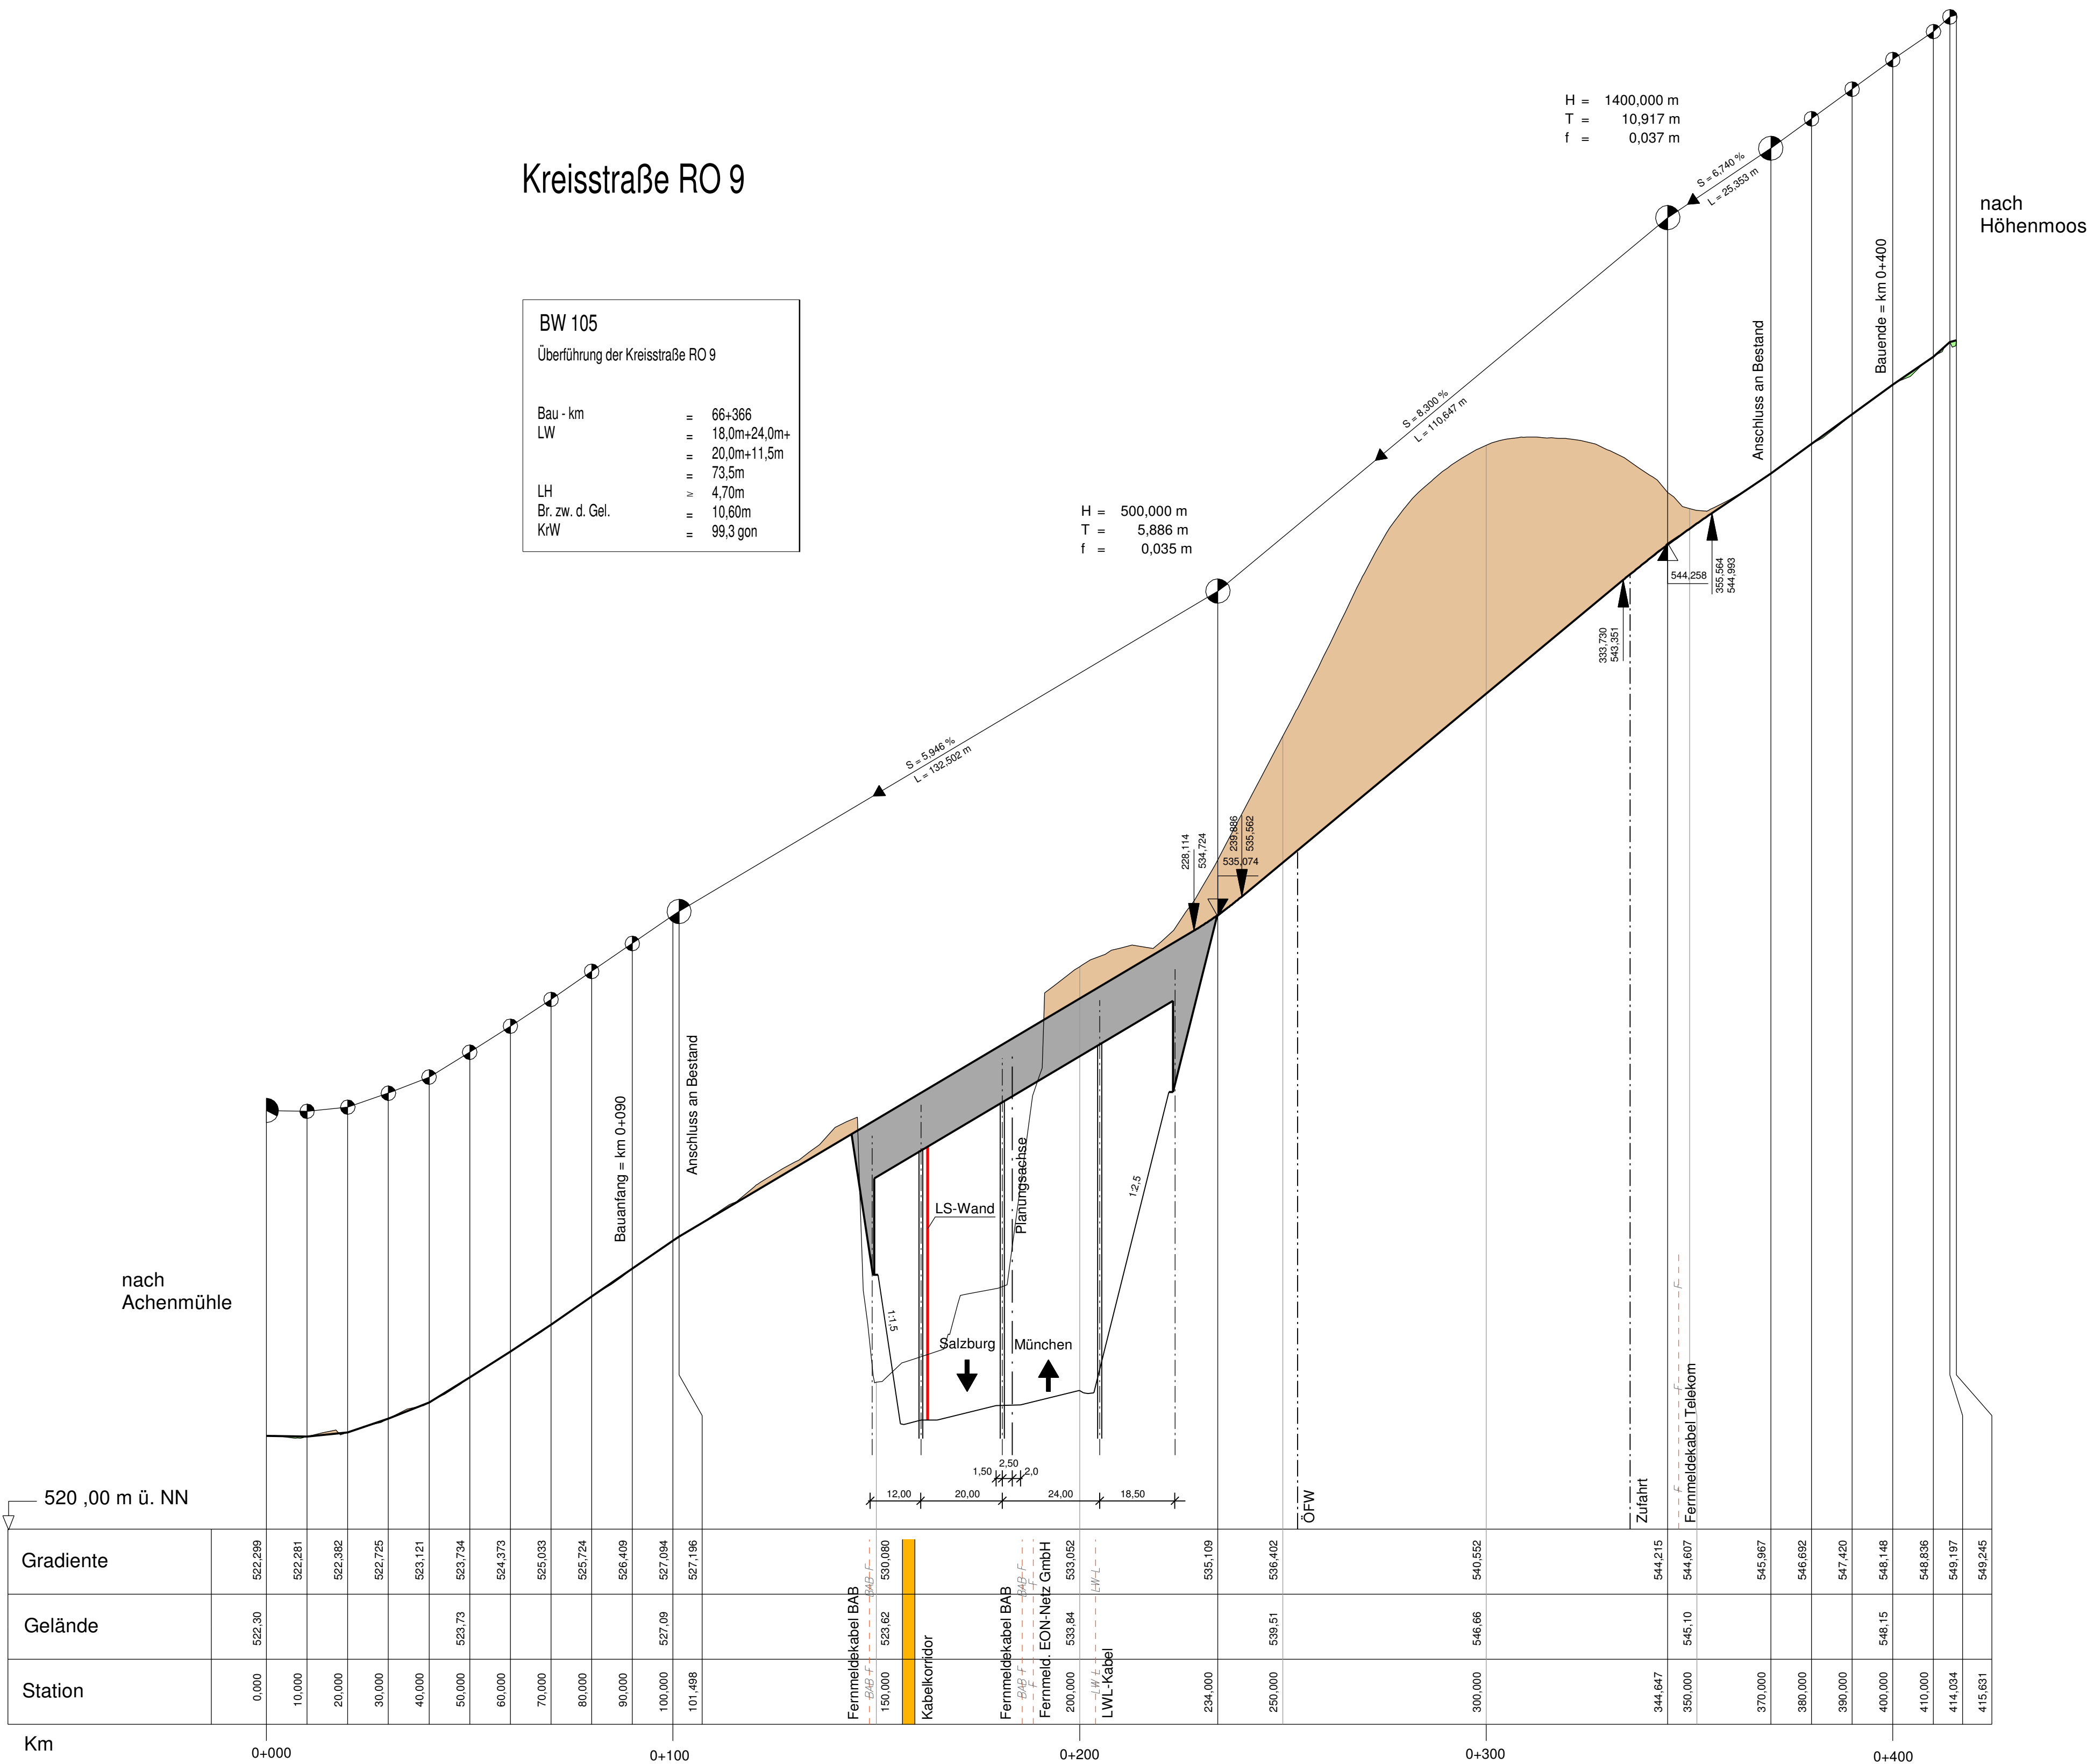 Kreisstraße RO 9
BW 105
Überführung der Kreisstraße RO 9
Bau - km = 66+366
LW = 18,0m+24,0m+
= 20,0m+11,5m
= 73,5m
LH ≥ 4,70m
Br. zw. d. Gel. = 10,60m
KrW = 99,3 gon
H = 1400,000 m
T = 10,917 m
f = 0,037 m
S = 6,740 %
L = 25,353 m
nach
Höhenmoos
Bauende = km 0+400
Anschluss an Bestand
S = 8,300 %
L = 110,647 m
H = 500,000 m
T = 5,886 m
f = 0,035 m
544,258
355,564
544,993
333,730
543,351
S = 5,946 %
L = 132,502 m
228,114
534,724
239,886
535,562
535,074
Anschluss an Bestand
Bauanfang = km 0+090
nach
Achenmühle
Planungsachse
LS-Wand
1:2,5
1:1,5
Salzburg
München
F
F
F
Fernmeldekabel Telekom
Zufahrt
ÖFW
1,50
2,50
2,0
12,00
20,00
24,00
18,50
520 ,00 m ü. NN
Gradiente
522,299
522,281
522,382
522,725
523,121
523,734
524,373
525,033
525,724
526,409
527,094
527,196
530,080
533,052
535,109
536,402
540,552
544,215
544,607
545,967
546,692
547,420
548,148
548,836
549,197
549,245
Gelände
522,30
523,73
527,09
523,62
533,84
539,51
546,66
545,10
548,15
Station
0,000
10,000
20,000
30,000
40,000
50,000
60,000
70,000
80,000
90,000
100,000
101,498
150,000
200,000
234,000
250,000
300,000
344,647
350,000
370,000
380,000
390,000
400,000
410,000
414,034
415,631
Fernmeldekabel BAB
BAB-F
BAB-F
Kabelkorridor
Fernmeldekabel BAB
BAB-F
BAB-F
F
F
Fernmeld. EON-Netz GmbH
LW-L
LW-L
LWL-Kabel
Km
0+000
0+100
0+200
0+300
0+400